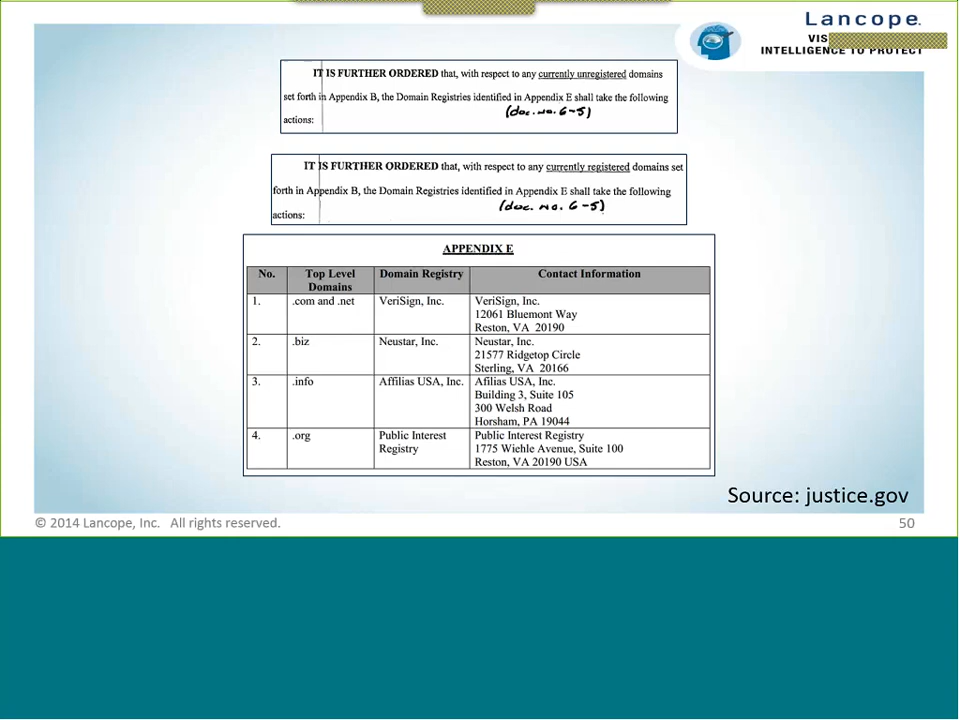 Lancope.
VIS
INTELLIGENCE TO PROTECT
IT IS FURTHER ORDERED that, with respect to any currently unregistered domains
set forth in Appendix B, the Domain Registries identified in Appendix E shall take the following
(doc. no. 6-5)
actions:
IT IS FURTHER ORDERED that, with respect to any currently registered domains set
forth in Appendix B, the Domain Registries identified in Appendix E shall take the following
(doc. no. 6-5)
actions:
APPENDIX E
No. Top Level Domains Domain Registry Contact Information
1. .com and .net VeriSign, Inc. VeriSign, Inc.
12061 Bluemont Way
Reston, VA 20190
2. .biz Neustar, Inc. Neustar, Inc.
21577 Ridgetop Circle
Sterling, VA 20166
3. .info Affilias USA, Inc. Afilias USA, Inc.
Building 3, Suite 105
300 Welsh Road
Horsham, PA 19044
4. .org Public Interest Registry Public Interest Registry
1775 Wiehle Avenue, Suite 100
Reston, VA 20190 USA
Source: justice.gov
© 2014 Lancope, Inc. All rights reserved.
50